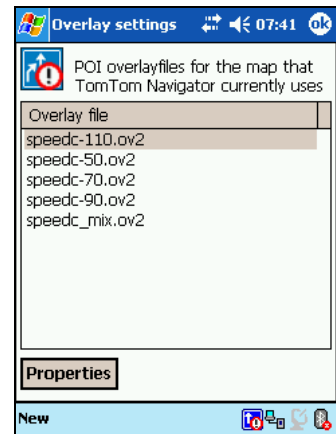 Overlay settings 07:41 ok
POI overlayfiles for the map that
TomTom Navigator currently uses
Overlay file
speedc-110.ov2
speedc-50.ov2
speedc-70.ov2
speedc-90.ov2
speedc_mix.ov2
Properties
New